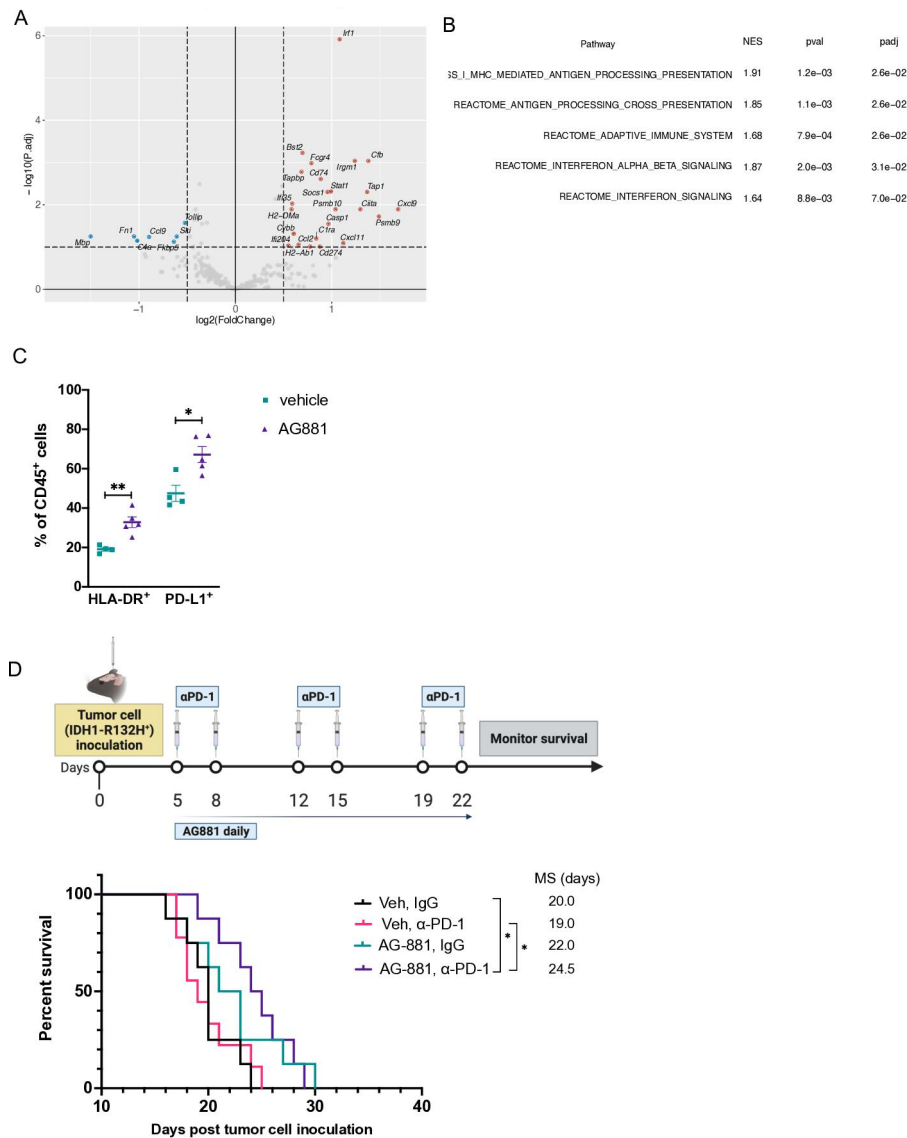 A
6
4
2
0
−1
0
1
− log10(P.adj)
log2(FoldChange)
Irf1
Bst2
Fcgr4
Irgm1
Cfb
Tapbp
Cd74
Ifi35
Socs1
Stat1
Tap1
H2−DMa
Psmb10
Ciita
Cxcl9
Casp1
Psmb9
Tollip
Cybb
C1ra
Mbp
Fn1
Ccl9
Ski
Ifi204
Ccl2
Cxcl11
C4a
Fkbp5
H2−Ab1
Cd274
B
Pathway NES pval padj
SS_I_MHC_MEDIATED_ANTIGEN_PROCESSING_PRESENTATION 1.91 1.2e−03 2.6e−02
REACTOME_ANTIGEN_PROCESSING_CROSS_PRESENTATION 1.85 1.1e−03 2.6e−02
REACTOME_ADAPTIVE_IMMUNE_SYSTEM 1.68 7.9e−04 2.6e−02
REACTOME_INTERFERON_ALPHA_BETA_SIGNALING 1.87 2.0e−03 3.1e−02
REACTOME_INTERFERON_SIGNALING 1.64 8.8e−03 7.0e−02
C
% of CD45+ cells
100
80
60
40
20
0
**
*
HLA-DR+ PD-L1+
vehicle
AG881
D
Tumor cell
(IDH1-R132H+)
inoculation
αPD-1 αPD-1 αPD-1
Monitor survival
Days
0 5 8 12 15 19 22
AG881 daily
Percent survival
100
50
0
10 20 30 40
Days post tumor cell inoculation
MS (days)
Veh, IgG 20.0
Veh, α-PD-1 19.0
AG-881, IgG 22.0
AG-881, α-PD-1 24.5
*
*